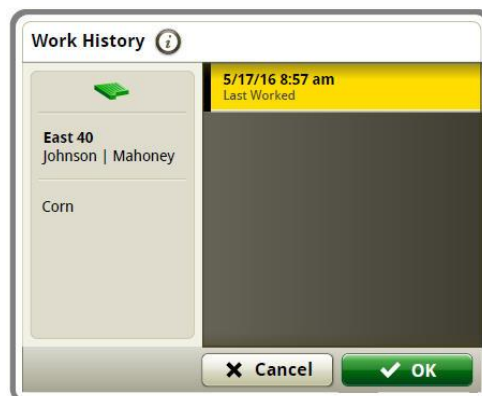 Work History
5/17/16 8:57 am
Last Worked
East 40
Johnson | Mahoney
Corn
Cancel
OK